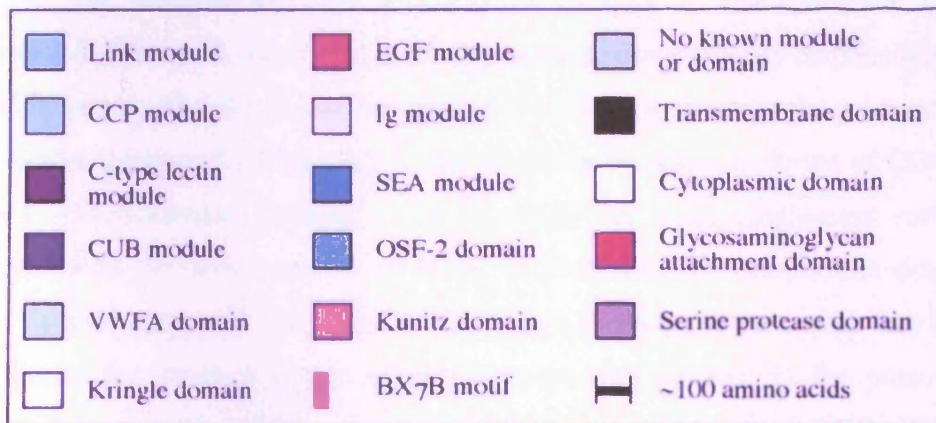 Link module
CCP module
C-type lectin
module
CUB module
VWFA domain
Kringle domain
EGF module
Ig module
SEA module
OSF-2 domain
Kunitz domain
BX7B motif
No known module
or domain
Transmembrane domain
Cytoplasmic domain
Glycosaminoglycan
attachment domain
Serine protease domain
~100 amino acids